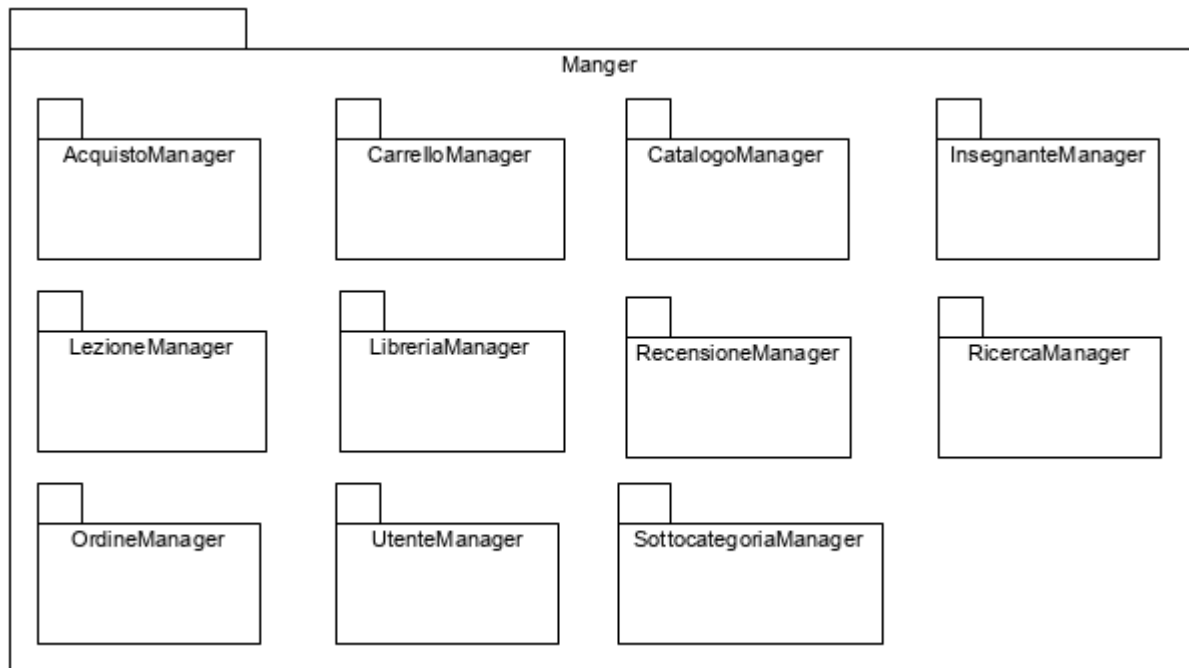 Manger
AcquistoManager
CarrelloManager
CatalogoManager
InsegnanteManager
LezioneManager
LibreriaManager
RecensioneManager
RicercaManager
OrdineManager
UtenteManager
SottocategoriaManager